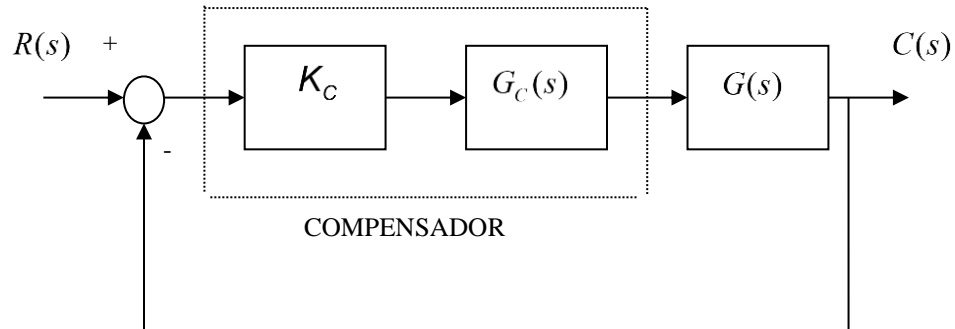 R(s) + C(s)
K_C G_C(s) G(s)
-
COMPENSADOR